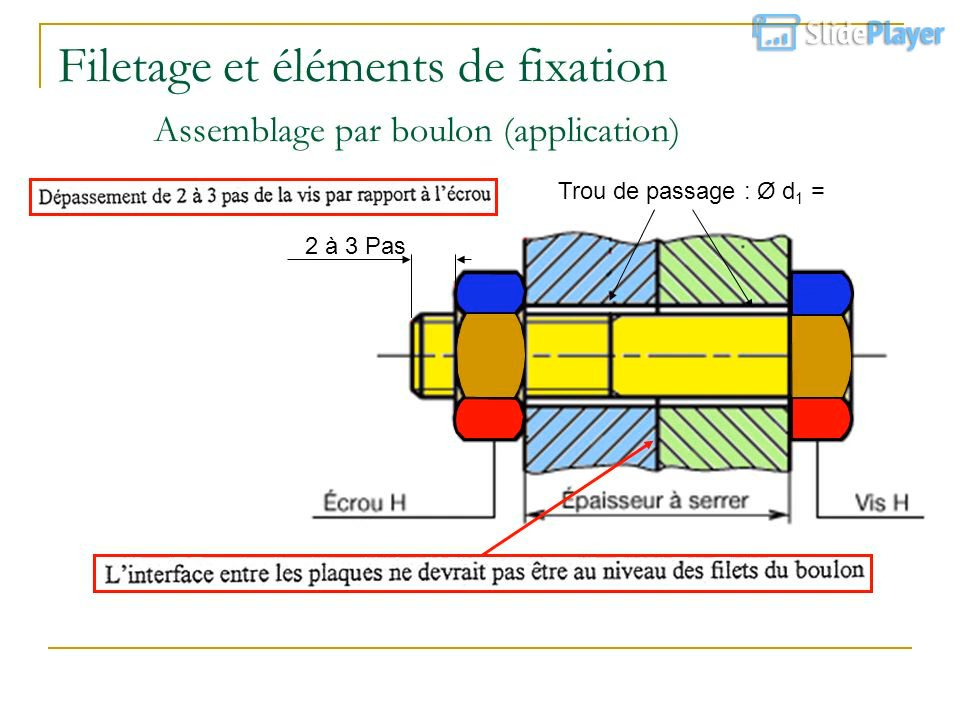 SlidePlayer
Filetage et éléments de fixation
Assemblage par boulon (application)
Dépassement de 2 à 3 pas de la vis par rapport à l'écrou
Trou de passage : Ø d₁ =
2 à 3 Pas
Écrou H
Épaisseur à serrer
Vis H
L'interface entre les plaques ne devrait pas être au niveau des filets du boulon